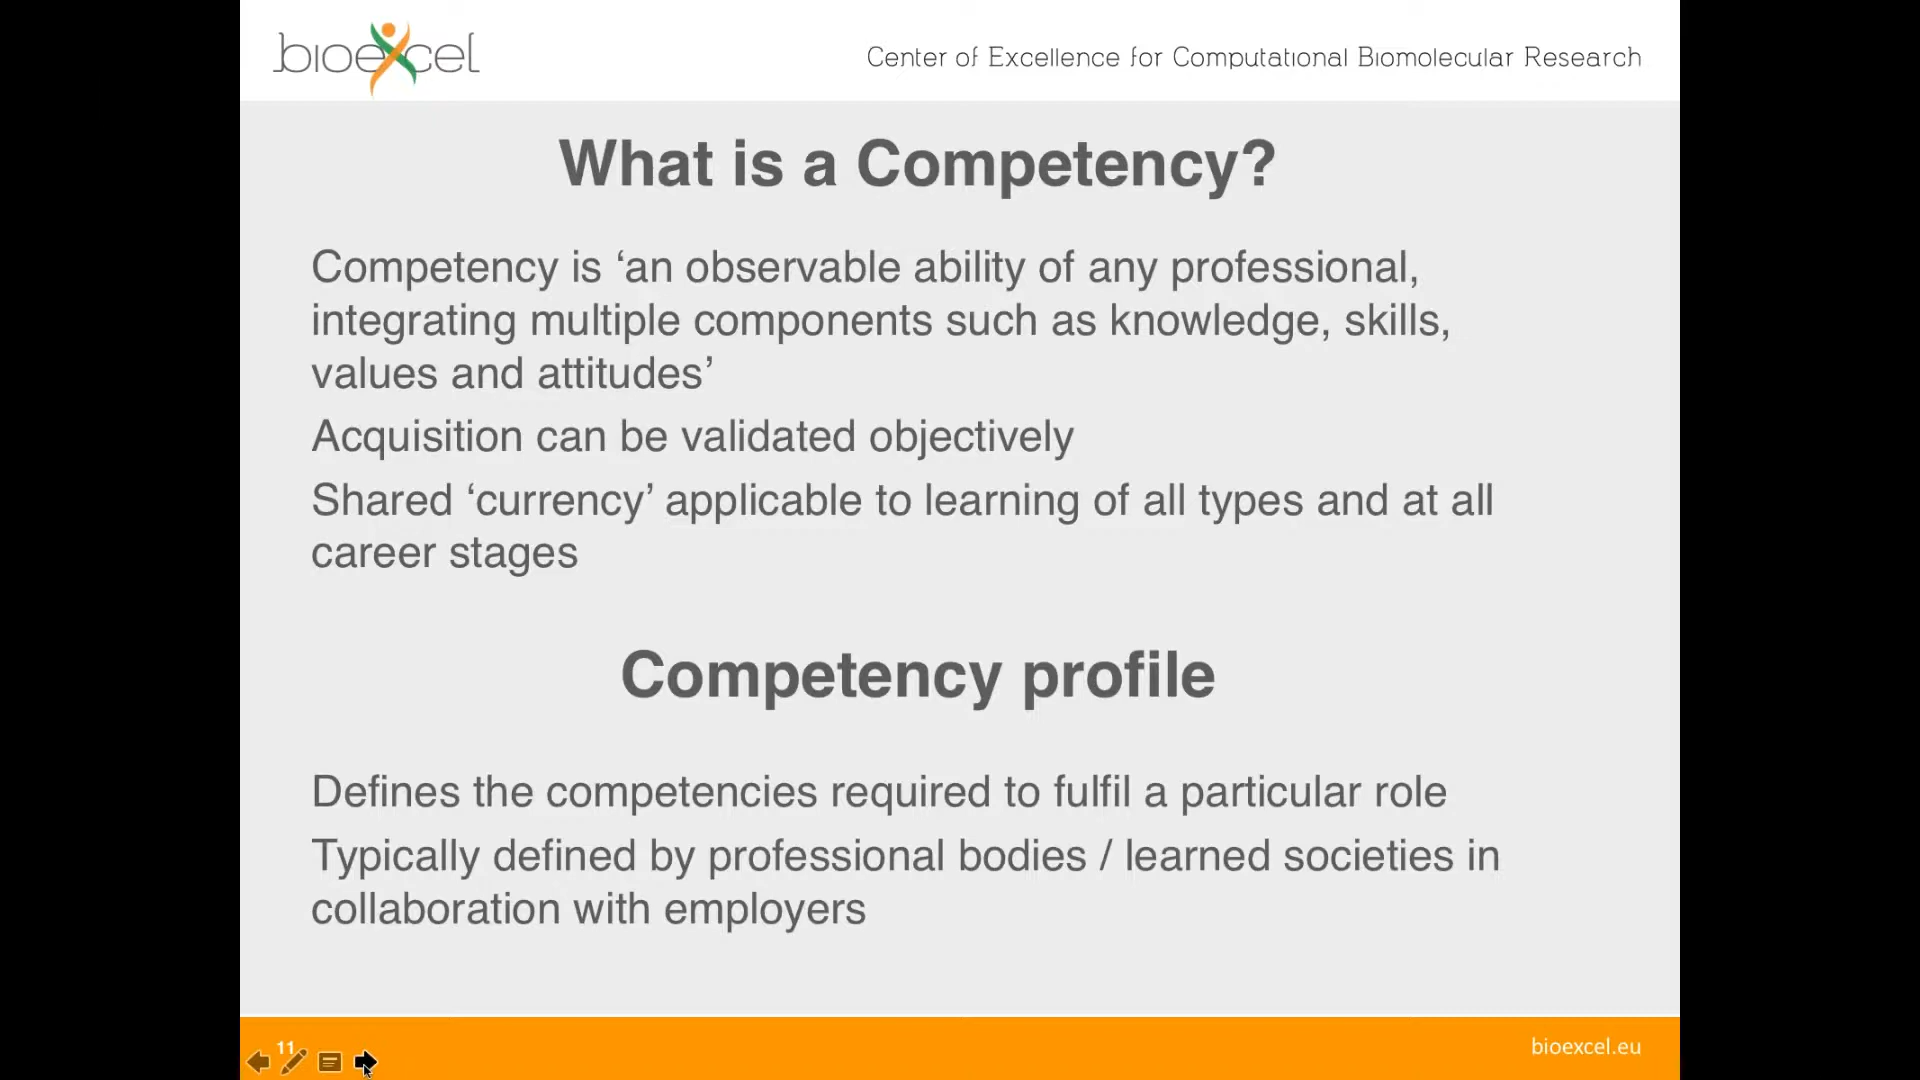 bioexcel
Center of Excellence for Computational Biomolecular Research
What is a Competency?
Competency is ‘an observable ability of any professional,
integrating multiple components such as knowledge, skills,
values and attitudes’
Acquisition can be validated objectively
Shared ‘currency’ applicable to learning of all types and at all
career stages
Competency profile
Defines the competencies required to fulfil a particular role
Typically defined by professional bodies / learned societies in
collaboration with employers
11
bioexcel.eu